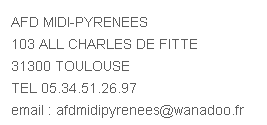 AFD MIDI-PYRENEES
103 ALL CHARLES DE FITTE
31300 TOULOUSE
TEL 05.34.51.26.97
email : afdmidipyrenees@wanadoo.fr